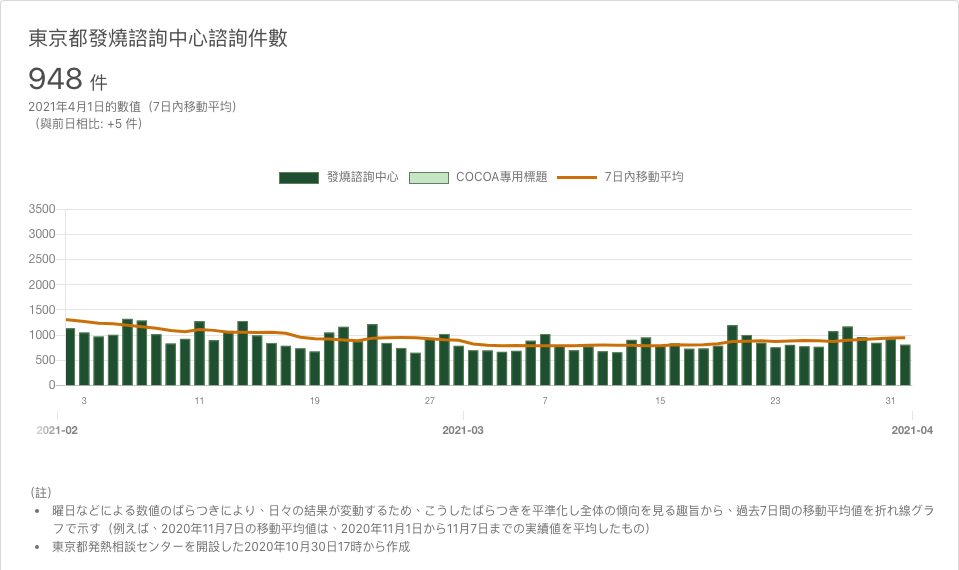 東京都發燒諮詢中心諮詢件數
948 件
2021年4月1日的數值（7日內移動平均）
（與前日相比: +5 件）
發燒諮詢中心 COCOA專用標題 7日內移動平均
3500
3000
2500
2000
1500
1000
500
0
3 11 19 27 7 15 23 31
2021-02 2021-03 2021-04
（註）
• 曜日などによる数値のばらつきにより、日々の結果が変動するため、こうしたばらつきを平準化し全体の傾向を見る趣旨から、過去7日間の移動平均値を折れ線グラ
フで示す（例えば、2020年11月7日の移動平均値は、2020年11月1日から11月7日までの実績値を平均したもの）
• 東京都発熱相談センターを開設した2020年10月30日17時から作成